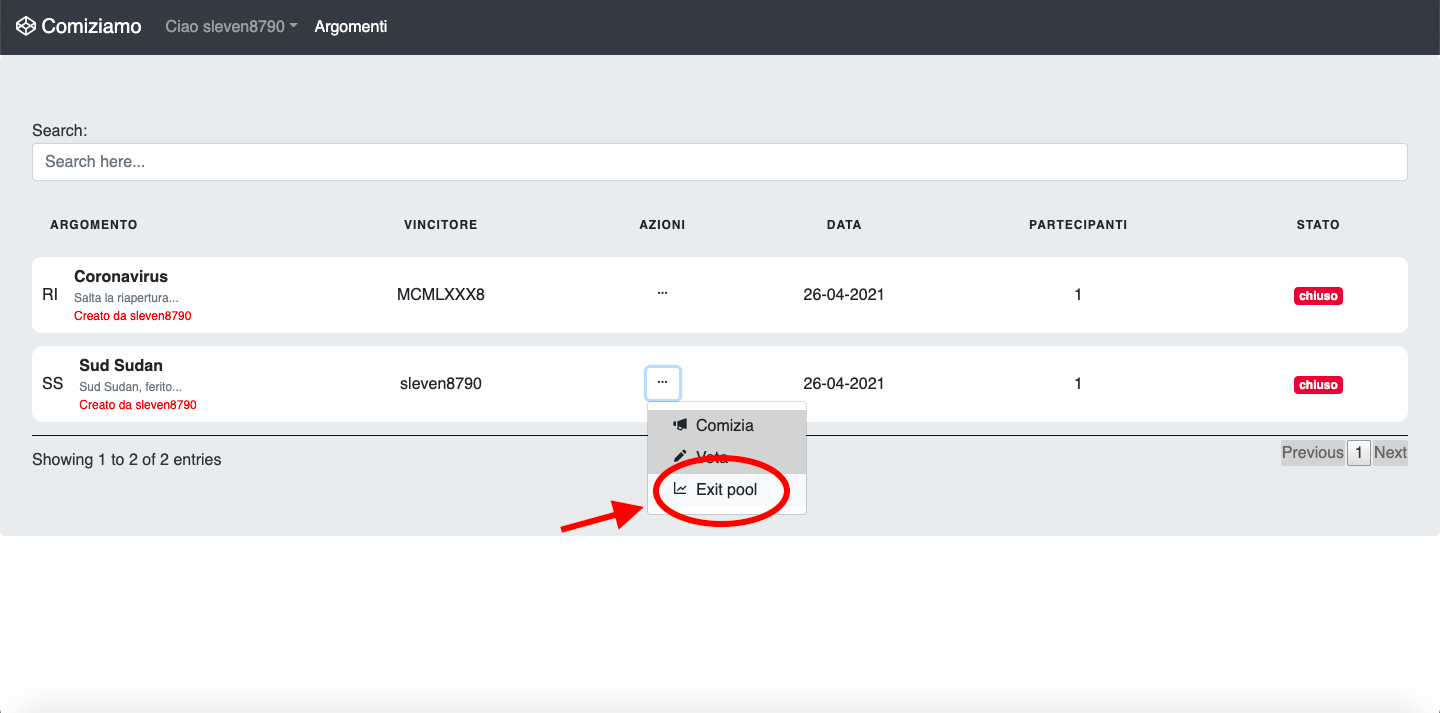 Comiziamo Ciao sleven8790 Argomenti
Search:
Search here...
ARGOMENTO VINCITORE AZIONI DATA PARTECIPANTI STATO
RI Coronavirus MCMLXXX8 ... 26-04-2021 1 chiuso
Salta la riapertura...
Creato da sleven8790
SS Sud Sudan sleven8790 ... 26-04-2021 1 chiuso
Sud Sudan, ferito...
Creato da sleven8790
Comizia
Vota
Exit pool
Showing 1 to 2 of 2 entries Previous 1 Next